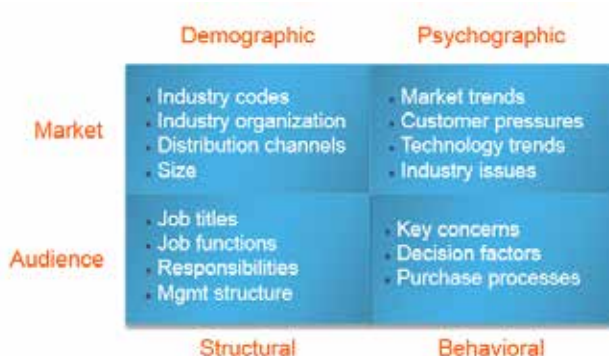 Demographic Psychographic
Market
• Industry codes
• Industry organization
• Distribution channels
• Size
• Market trends
• Customer pressures
• Technology trends
• Industry issues
Audience
• Job titles
• Job functions
• Responsibilities
• Mgmt structure
• Key concerns
• Decision factors
• Purchase processes
Structural Behavioral